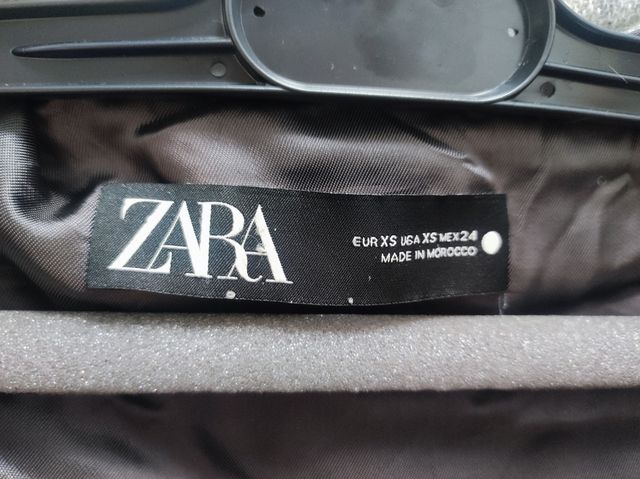 ZARA
EUR XS USA XS MEX 24
MADE IN MOROCCO